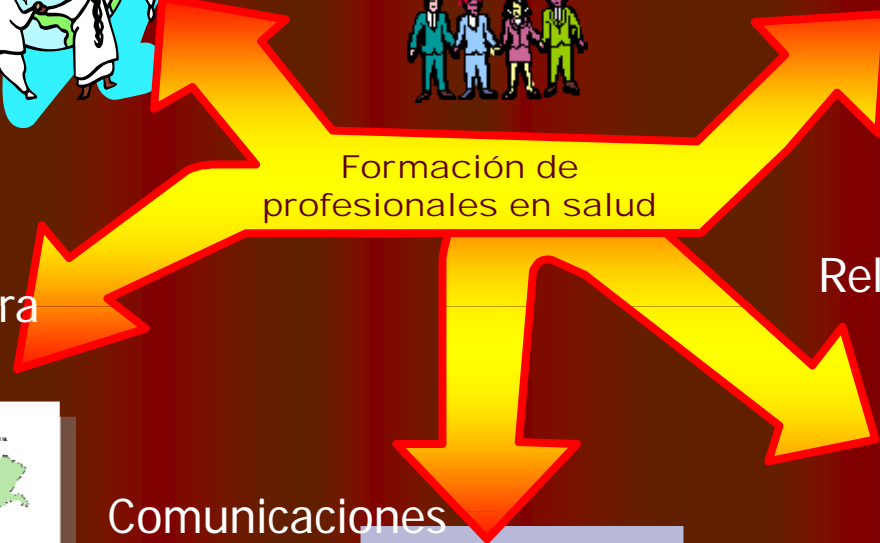 Formación de
profesionales en salud
Rel
ra
Comunicaciones